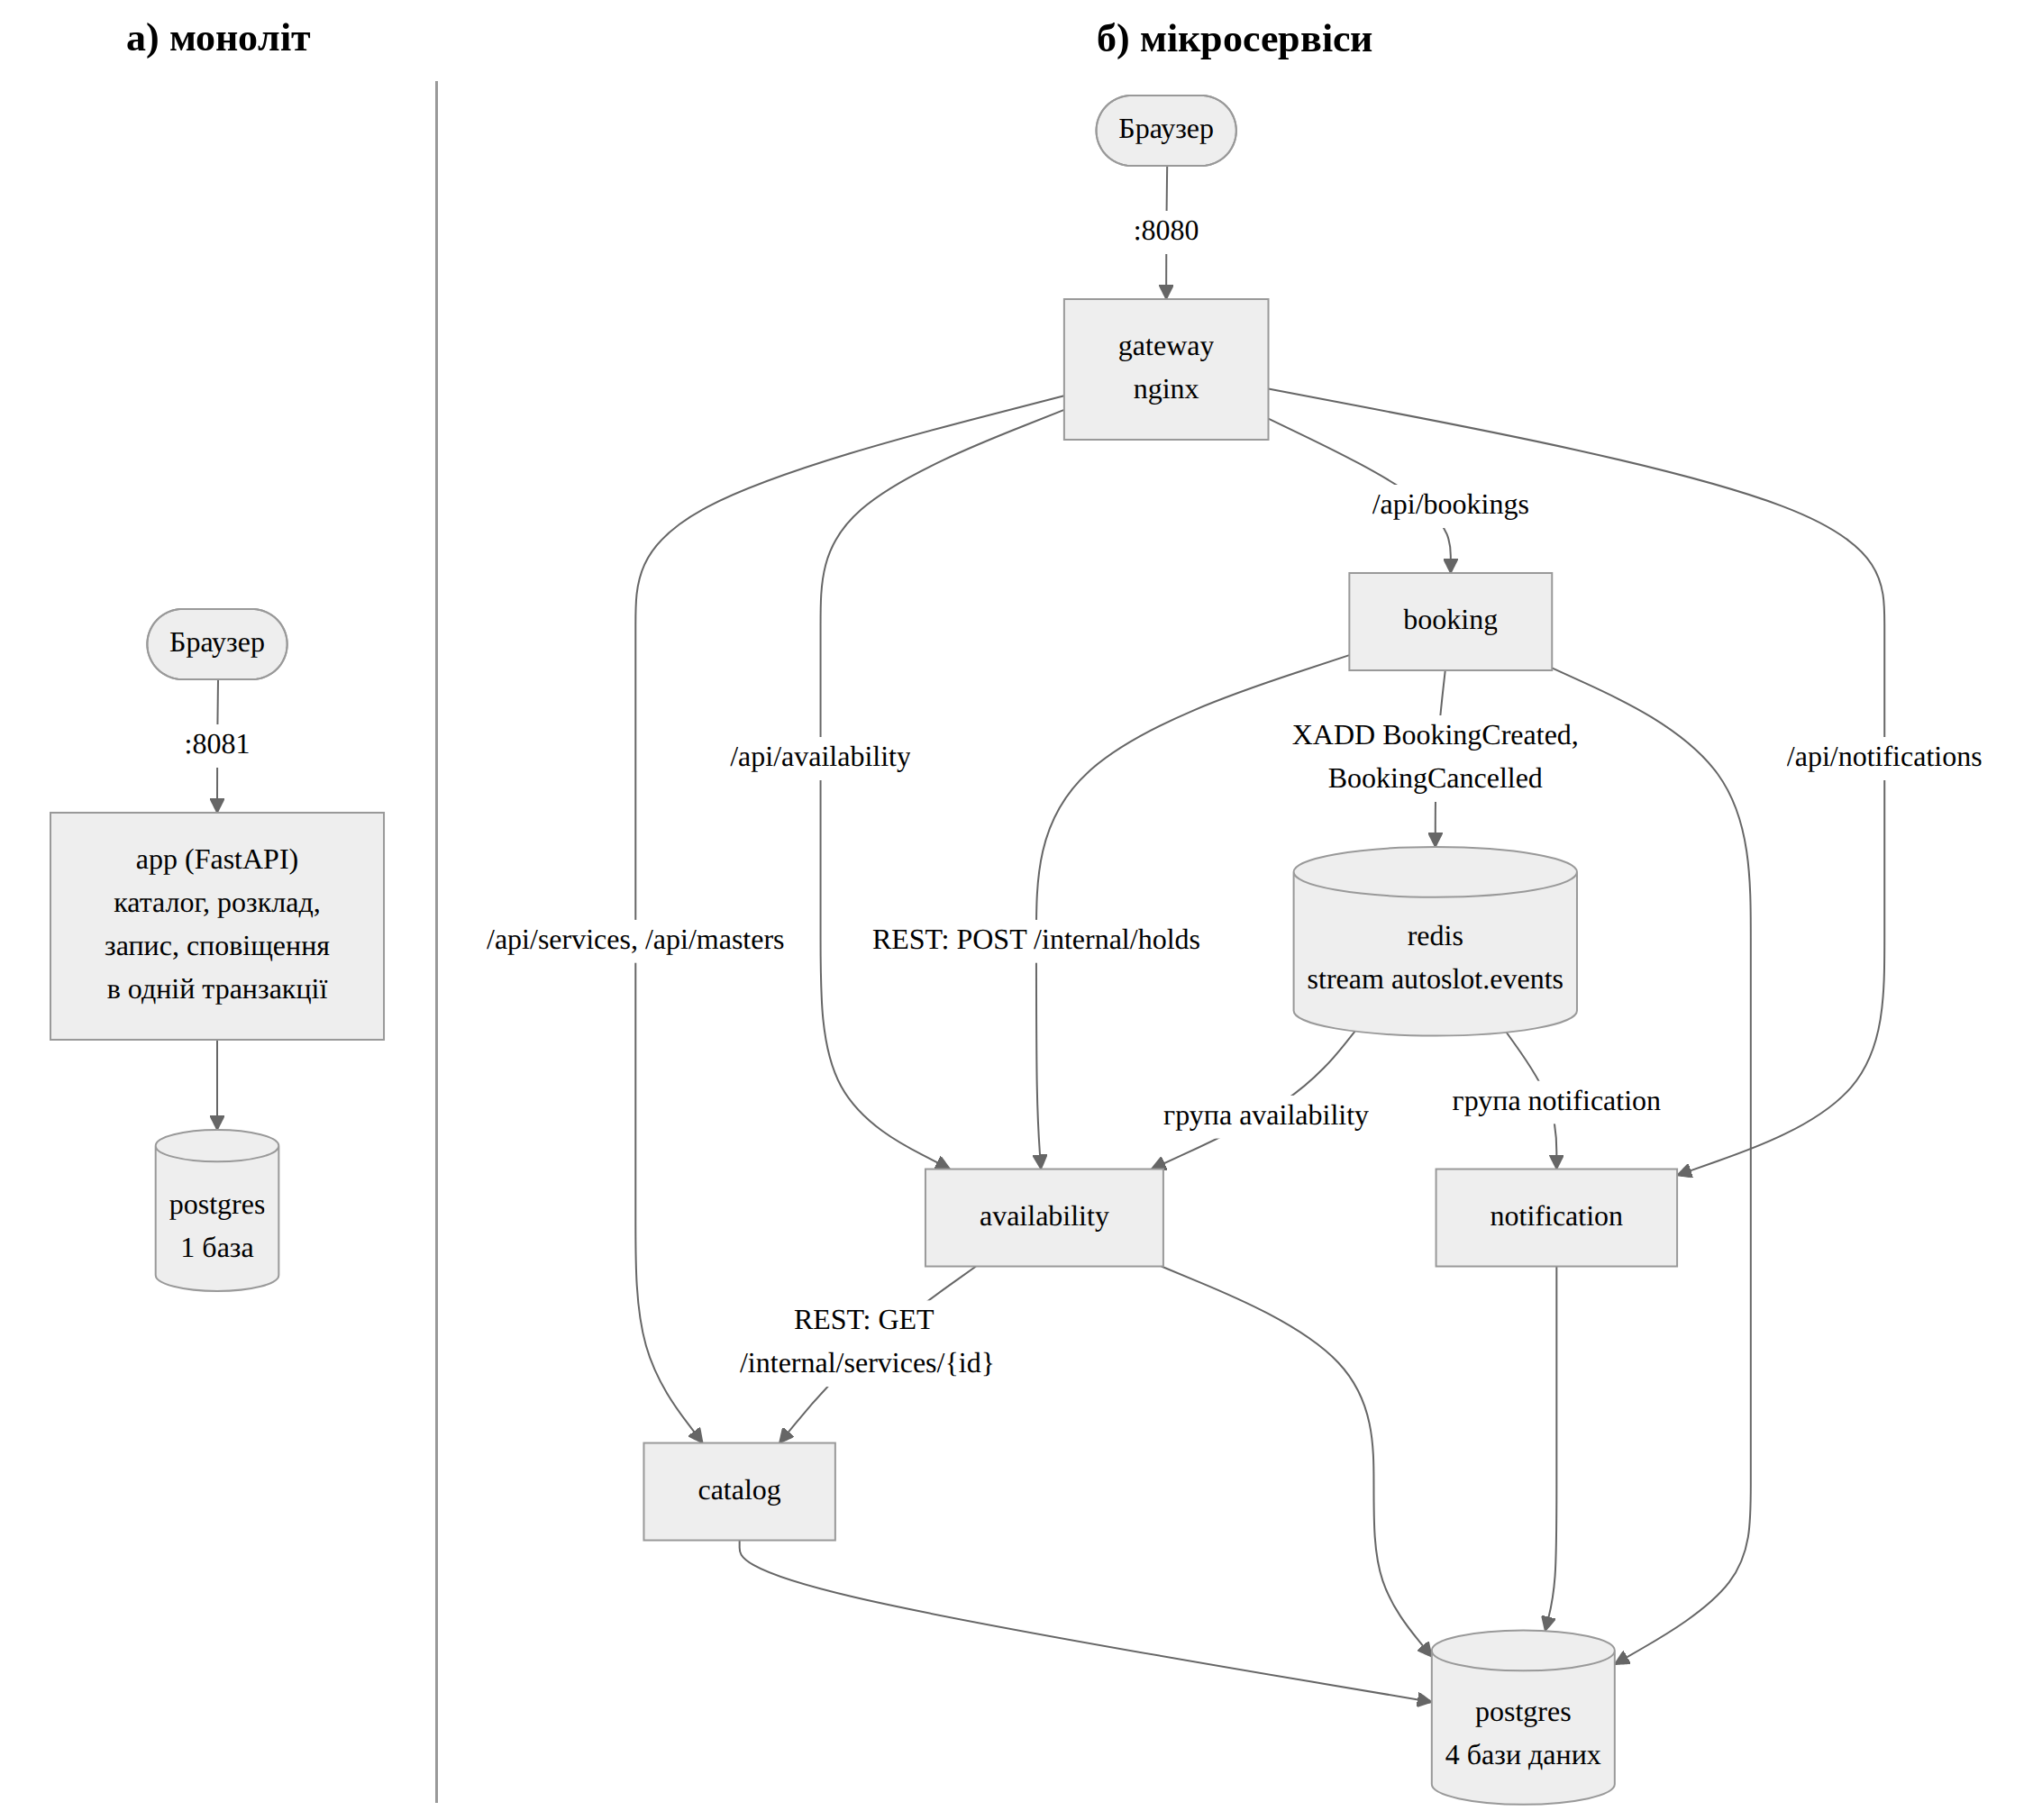 а) моноліт
Браузер
:8081
app (FastAPI)
каталог, розклад,
запис, сповіщення
в одній транзакції
postgres
1 база
б) мікросервіси
Браузер
:8080
gateway
nginx
/api/bookings
booking
XADD BookingCreated,
BookingCancelled
/api/availability
/api/notifications
/api/services, /api/masters
REST: POST /internal/holds
redis
stream autoslot.events
група availability
група notification
availability
notification
REST: GET
/internal/services/{id}
catalog
postgres
4 бази даних